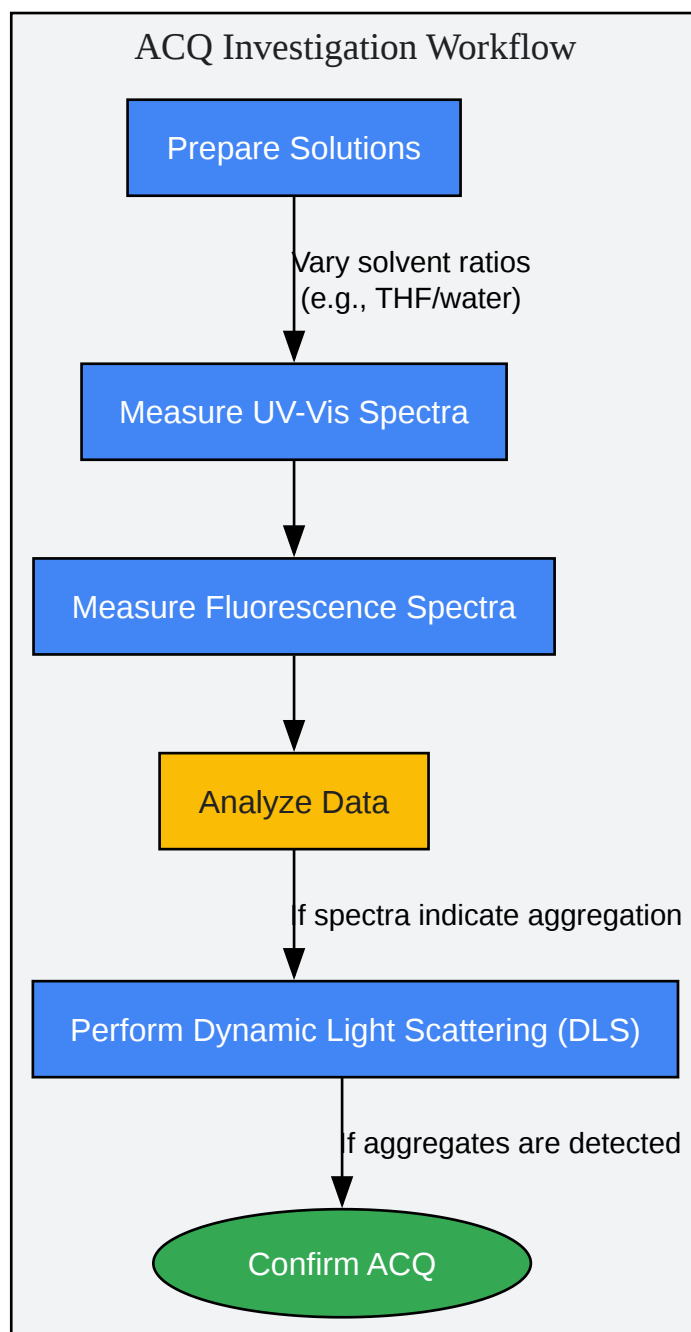 ACQ Investigation Workflow
Prepare Solutions
Vary solvent ratios
(e.g., THF/water)
Measure UV-Vis Spectra
Measure Fluorescence Spectra
Analyze Data
If spectra indicate aggregation
Perform Dynamic Light Scattering (DLS)
If aggregates are detected
Confirm ACQ